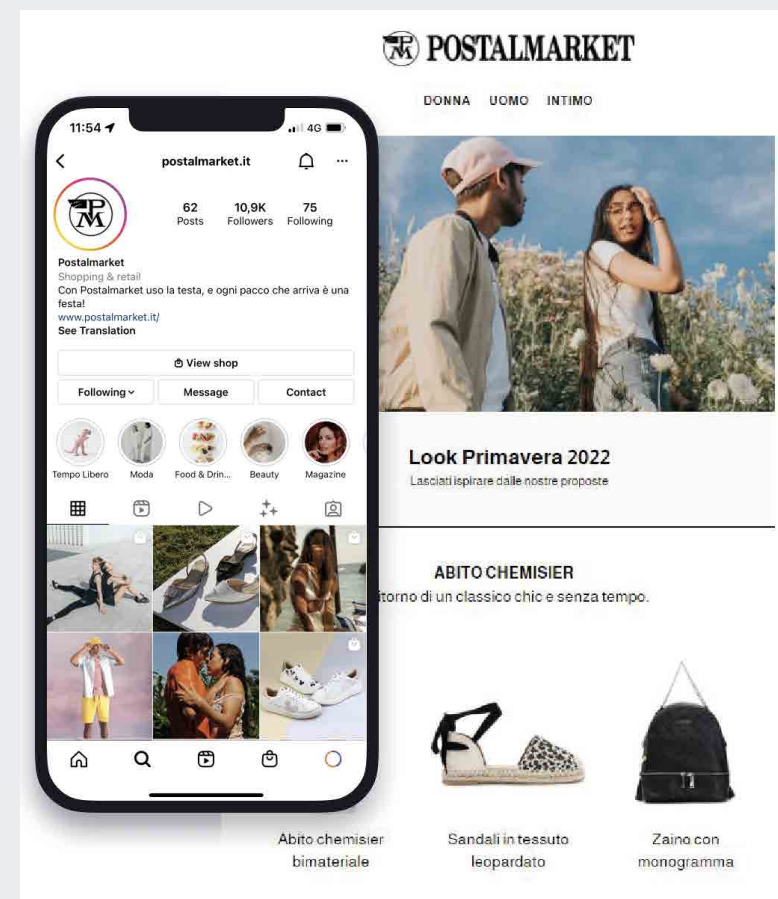 POSTALMARKET
DONNA UOMO INTIMO
11:54 4G
postalmarket.it
62 10,9K 75
Posts Followers Following
Postalmarket
Shopping & retail
Con Postalmarket uso la testa, e ogni pacco che arriva è una
festa!
www.postalmarket.it/
See Translation
View shop
Following Message Contact
Tempo Libero Moda Food & Drin... Beauty Magazine
Look Primavera 2022
Lasciati ispirare dalle nostre proposte
ABITO CHEMISIER
itorno di un classico chic e senza tempo.
Abito chemisier
bimateriale
Sandali in tessuto
leopardato
Zaino con
monogramma